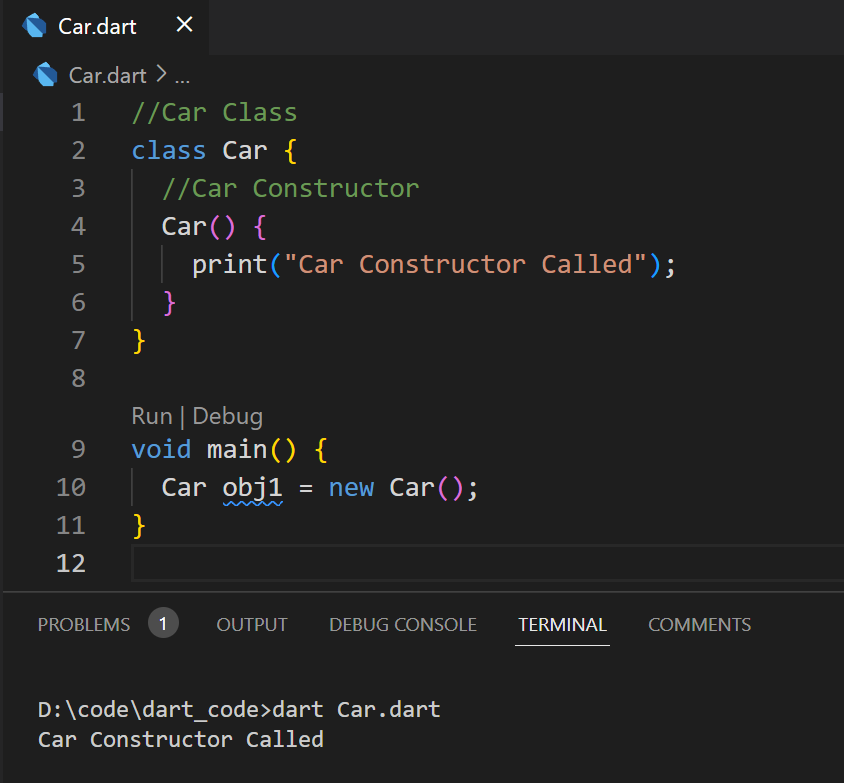 Car.dart ×
Car.dart > ...
1 //Car Class
2 class Car {
3 //Car Constructor
4 Car() {
5 print("Car Constructor Called");
6 }
7 }
8
Run | Debug
9 void main() {
10 Car obj1 = new Car();
11 }
12
PROBLEMS 1 OUTPUT DEBUG CONSOLE TERMINAL COMMENTS
D:\code\dart_code>dart Car.dart
Car Constructor Called